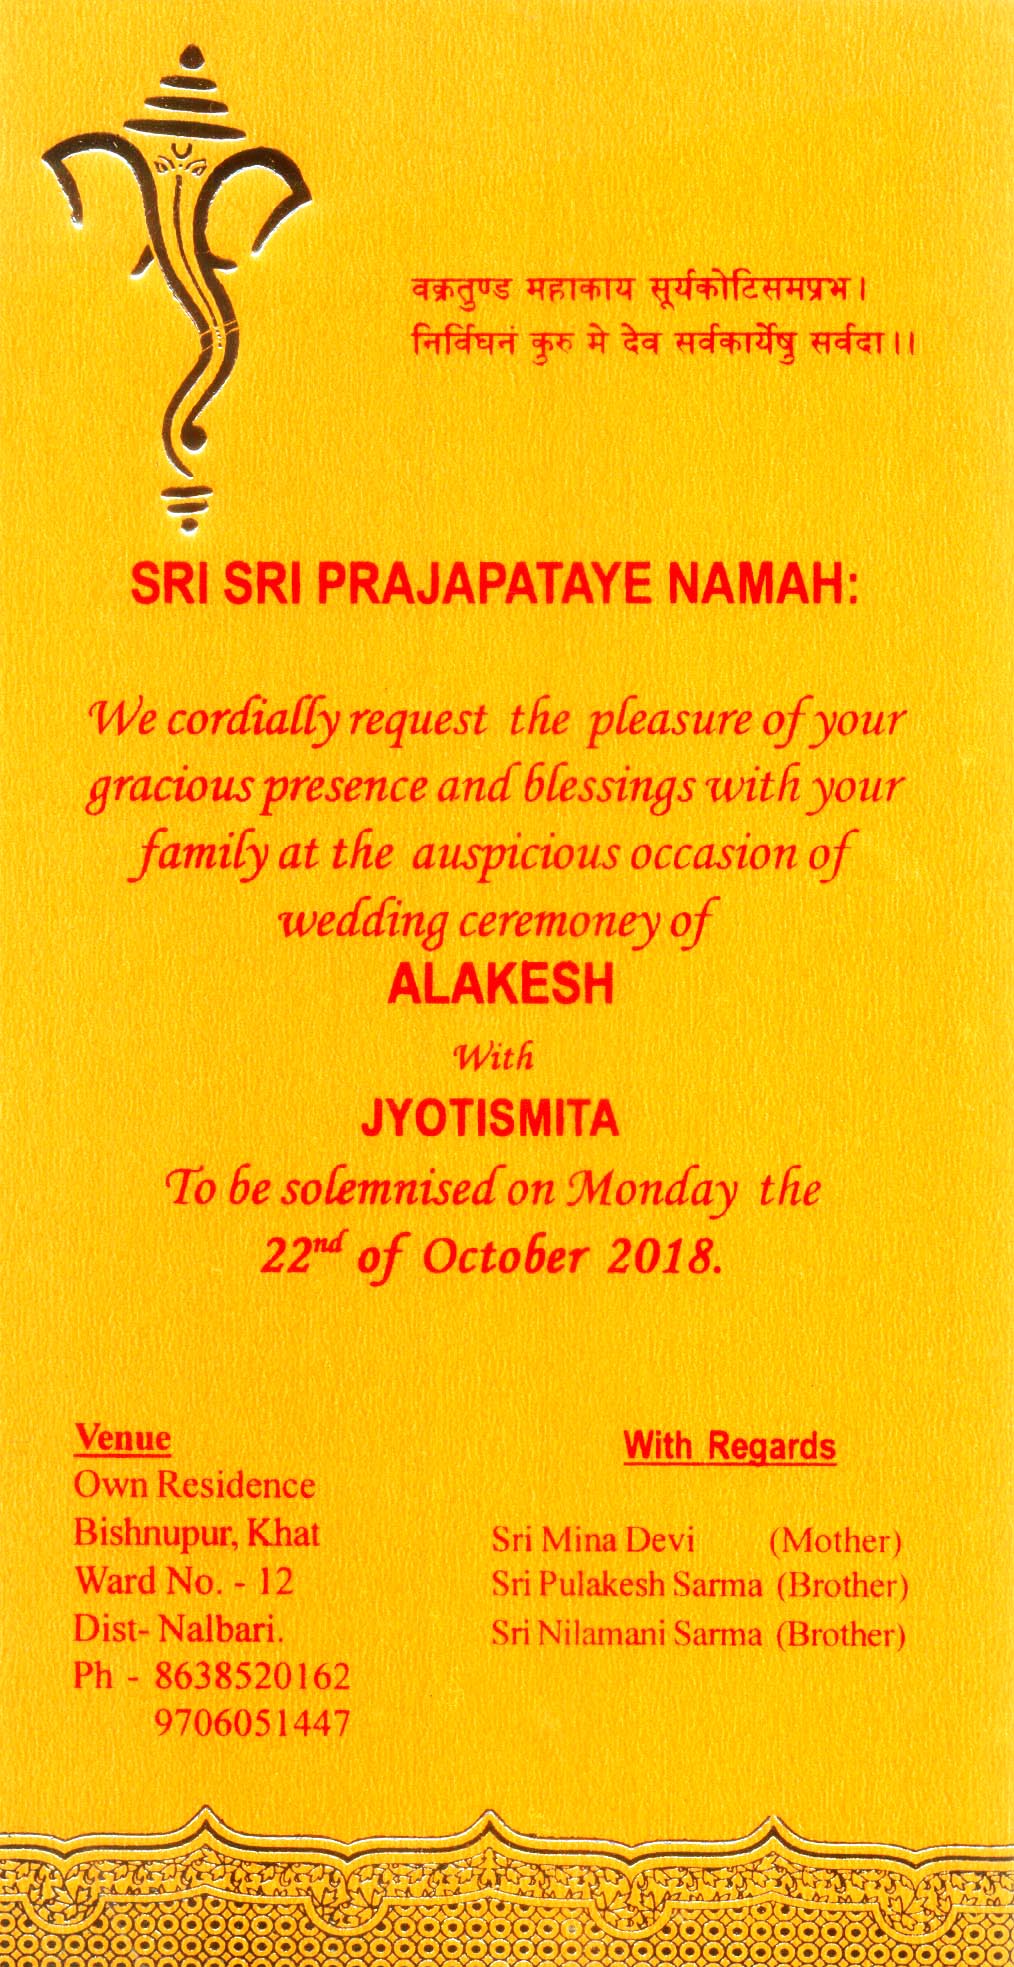 वक्रतुण्ड महाकाय सूर्यकोटिसमप्रभ।
निर्विघनं कुरु मे देव सर्वकार्येषु सर्वदा।।
SRI SRI PRAJAPATAYE NAMAH:
We cordially request the pleasure of your
gracious presence and blessings with your
family at the auspicious occasion of
wedding ceremoney of
ALAKESH
With
JYOTISMITA
To be solemnised on Monday the
22nd of October 2018.
Venue
Own Residence
Bishnupur, Khat
Ward No. - 12
Dist- Nalbari.
Ph - 8638520162
9706051447
With Regards
Sri Mina Devi (Mother)
Sri Pulakesh Sarma (Brother)
Sri Nilamani Sarma (Brother)